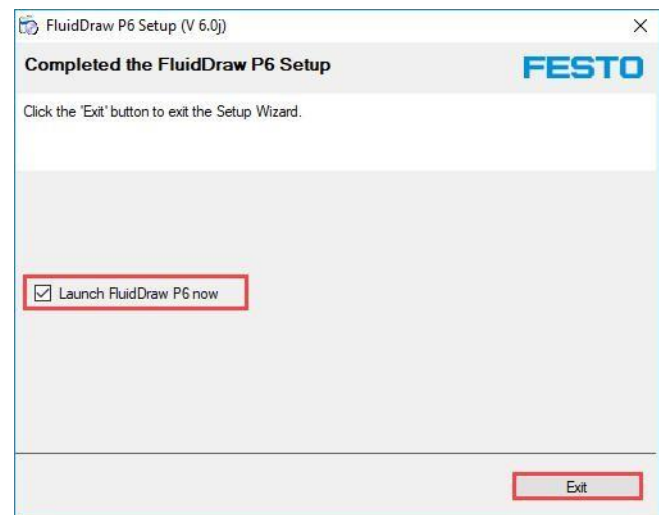 FluidDraw P6 Setup (V 6.0j)
Completed the FluidDraw P6 Setup
FESTO
Click the 'Exit' button to exit the Setup Wizard.
Launch FluidDraw P6 now
Exit